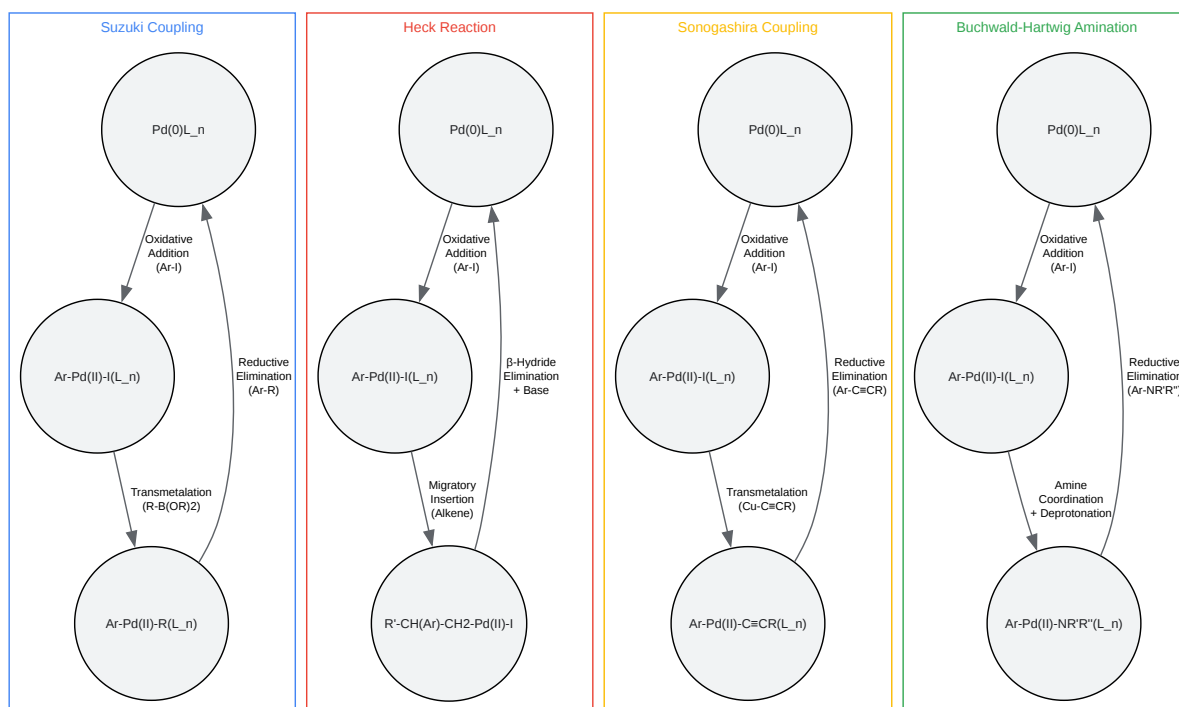 Suzuki Coupling
Pd(0)L_n
Oxidative
Addition
(Ar-I)
Ar-Pd(II)-I(L_n)
Reductive
Elimination
(Ar-R)
Transmetalation
(R-B(OR)2)
Ar-Pd(II)-R(L_n)
Heck Reaction
Pd(0)L_n
Oxidative
Addition
(Ar-I)
Ar-Pd(II)-I(L_n)
β-Hydride
Elimination
+ Base
Migratory
Insertion
(Alkene)
R'-CH(Ar)-CH2-Pd(II)-I
Sonogashira Coupling
Pd(0)L_n
Oxidative
Addition
(Ar-I)
Ar-Pd(II)-I(L_n)
Reductive
Elimination
(Ar-C≡CR)
Transmetalation
(Cu-C≡CR)
Ar-Pd(II)-C≡CR(L_n)
Buchwald-Hartwig Amination
Pd(0)L_n
Oxidative
Addition
(Ar-I)
Ar-Pd(II)-I(L_n)
Reductive
Elimination
(Ar-NR'R")
Amine
Coordination
+ Deprotonation
Ar-Pd(II)-NR'R"(L_n)